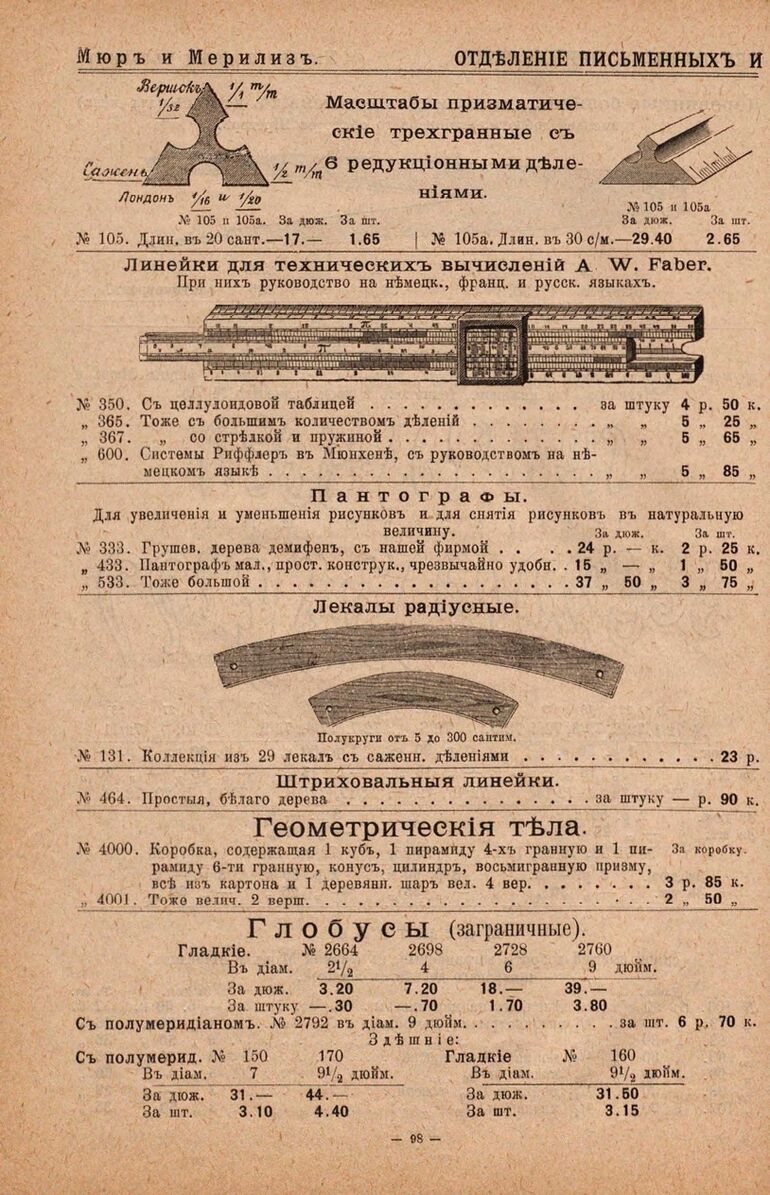 Мюръ и Мерилизъ. ОТДѢЛЕНІЕ ПИСЬМЕННЫХЪ И
Вершокъ 1/32 1/1 m/m
Сажень 1/2 m/m
Лондонъ 1/16 и 1/20
Масштабы призматиче-
скіе трехгранные съ
6 редукціонными дѣле-
ніями.
№ 105 и 105а
№ 105 и 105а. За дюж. За шт. За дюж. За шт.
№ 105. Длин. въ 20 сант.—17.— 1.65 | № 105а. Длин. въ 30 с/м.—29.40 2.65
Линейки для техническихъ вычисленій A. W. Faber.
При нихъ руководство на нѣмецк., франц. и русск. языкахъ.
№ 350. Съ целлулоидовой таблицей . . . . . . . . . . . . . за штуку 4 р. 50 к.
„ 365. Тоже съ большимъ количествомъ дѣленій . . . . . . . . „ „ 5 „ 25 „
„ 367. „ со стрѣлкой и пружиной . . . . . . . . . . . . . „ „ 5 „ 65 „
„ 600. Системы Риффлеръ въ Мюнхенѣ, съ руководствомъ на нѣ-
мецкомъ языкѣ . . . . . . . . . . . . . . . . . . . „ „ 5 „ 85 „
Пантографы.
Для увеличенія и уменьшенія рисунковъ и для снятія рисунковъ въ натуральную
величину. За дюж. За шт.
№ 333. Грушев. дерева демифенъ, съ нашей фирмой . . . . 24 р. — к. 2 р. 25 к.
„ 433. Пантографъ мал., прост. конструк., чрезвычайно удобн. . 15 „ — „ 1 „ 50 „
„ 533. Тоже большой . . . . . . . . . . . . . . . . . . 37 „ 50 „ 3 „ 75 „
Лекалы радіусные.
Полукруги отъ 5 до 300 сантим.
№ 131. Коллекція изъ 29 лекалъ съ саженн. дѣленіями . . . . . . . . . . . . 23 р.
Штриховальныя линейки.
№ 464. Простыя, бѣлаго дерева . . . . . . . . . . . . . . . за штуку — р. 90 к.
Геометрическія тѣла.
№ 4000. Коробка, содержащая 1 кубъ, 1 пирамиду 4-хъ гранную и 1 пи- За коробку.
рамиду 6-ти гранную, конусъ, цилиндръ, восьмигранную призму,
всѣ изъ картона и 1 деревянн. шаръ вел. 4 вер. . . . . . . . 3 р. 85 к.
„ 4001. Тоже велич. 2 верш. . . . . . . . . . . . . . . . . . . . . . 2 „ 50 „
Глобусы (заграничные).
Гладкіе. № 2664 2698 2728 2760
Въ діам. 2½ 4 6 9 дюйм.
За дюж. 3.20 7.20 18.— 39.—
За штуку —.30 —.70 1.70 3.80
Съ полумеридіаномъ. № 2792 въ діам. 9 дюйм. . . . . . . . . . за шт. 6 р. 70 к.
Здѣшніе:
Съ полумерид. № 150 170 Гладкіе № 160
Въ діам. 7 9½ дюйм. Въ діам. 9½ дюйм.
За дюж. 31.— 44.— За дюж. 31.50
За шт. 3.10 4.40 За шт. 3.15
— 98 —